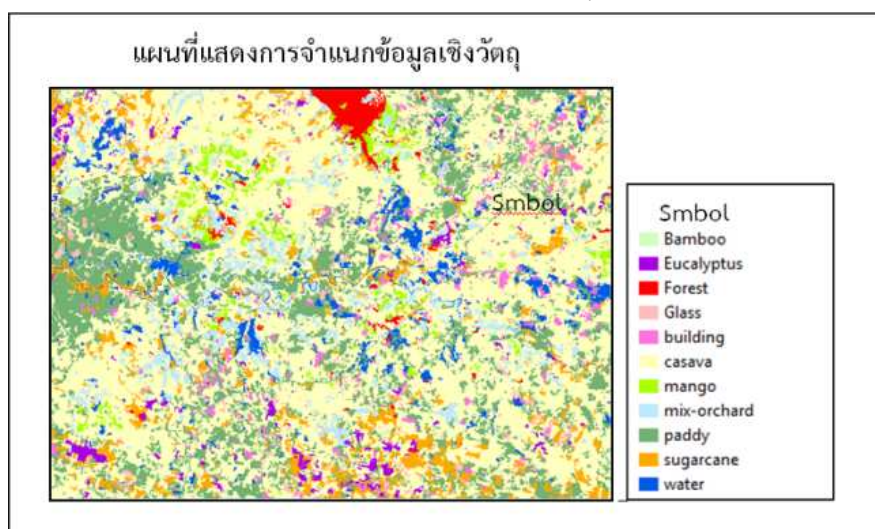 แผนที่แสดงการจำแนกข้อมูลเชิงวัตถุ
Smbol
Smbol
Bamboo
Eucalyptus
Forest
Glass
building
casava
mango
mix-orchard
paddy
sugarcane
water